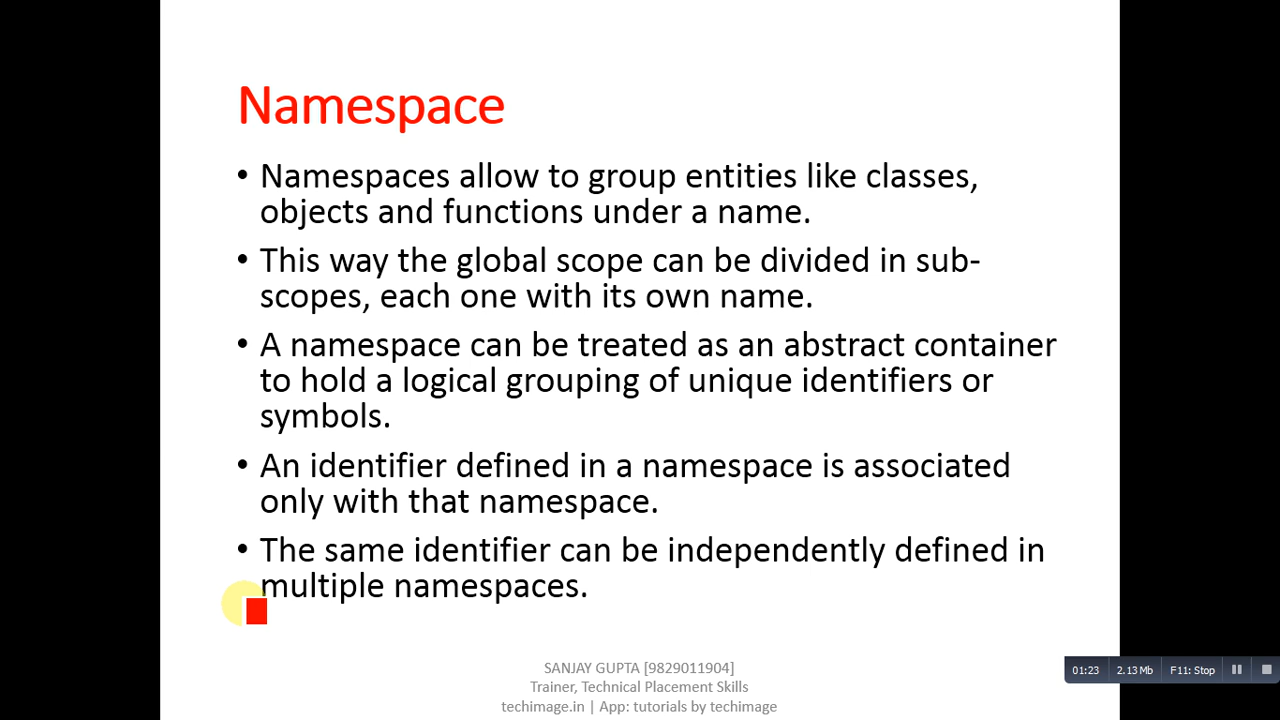 Namespace
• Namespaces allow to group entities like classes,
objects and functions under a name.
• This way the global scope can be divided in sub-
scopes, each one with its own name.
• A namespace can be treated as an abstract container
to hold a logical grouping of unique identifiers or
symbols.
• An identifier defined in a namespace is associated
only with that namespace.
• The same identifier can be independently defined in
multiple namespaces.
SANJAY GUPTA [9829011904]
Trainer, Technical Placement Skills
techimage.in | App: tutorials by techimage
01:23 2.13 Mb F11: Stop